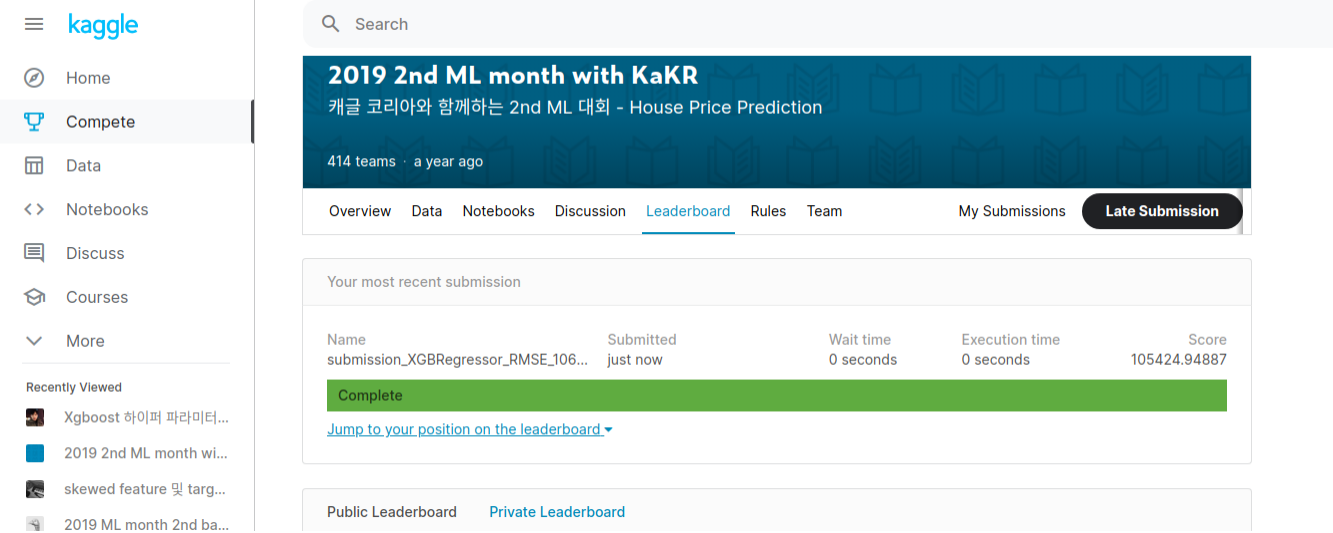 kaggle
Search
Home
Compete
Data
Notebooks
Discuss
Courses
More
Recently Viewed
Xgboost 하이퍼 파라미터...
2019 2nd ML month wi...
skewed feature 및 targ...
2019 ML month 2nd ba...
2019 2nd ML month with KaKR
캐글 코리아와 함께하는 2nd ML 대회 - House Price Prediction
414 teams · a year ago
Overview Data Notebooks Discussion Leaderboard Rules Team My Submissions Late Submission
Your most recent submission
Name Submitted Wait time Execution time Score
submission_XGBRegressor_RMSE_106... just now 0 seconds 0 seconds 105424.94887
Complete
Jump to your position on the leaderboard
Public Leaderboard Private Leaderboard